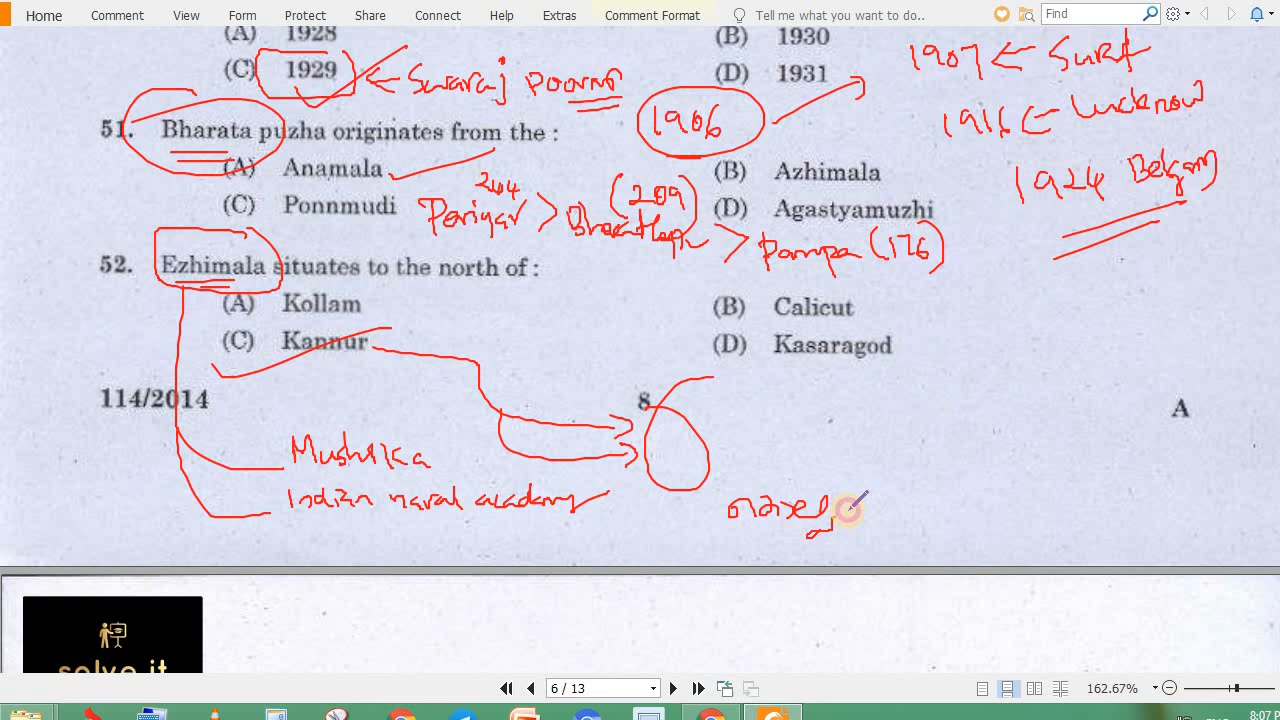 Home Comment View Form Protect Share Connect Help Extras Comment Format Tell me what you want to do.. Find
(A) 1928 (B) 1930
(C) 1929 ← Swaraj Poorna (D) 1931
1907 ← Surat
1906
1916 ← Lucknow
51. Bharata puzha originates from the :
(A) Anamala (B) Azhimala
1924 Belgam
(C) Ponnmudi (D) Agastyamuzhi
244 (209)
Periyar > > Pampa (176)
52. Ezhimala situates to the north of :
(A) Kollam (B) Calicut
(C) Kannur (D) Kasaragod
114/2014 8 A
Mushika
Indian naval academy
solve it
6 / 13 162.67%
8:07 P